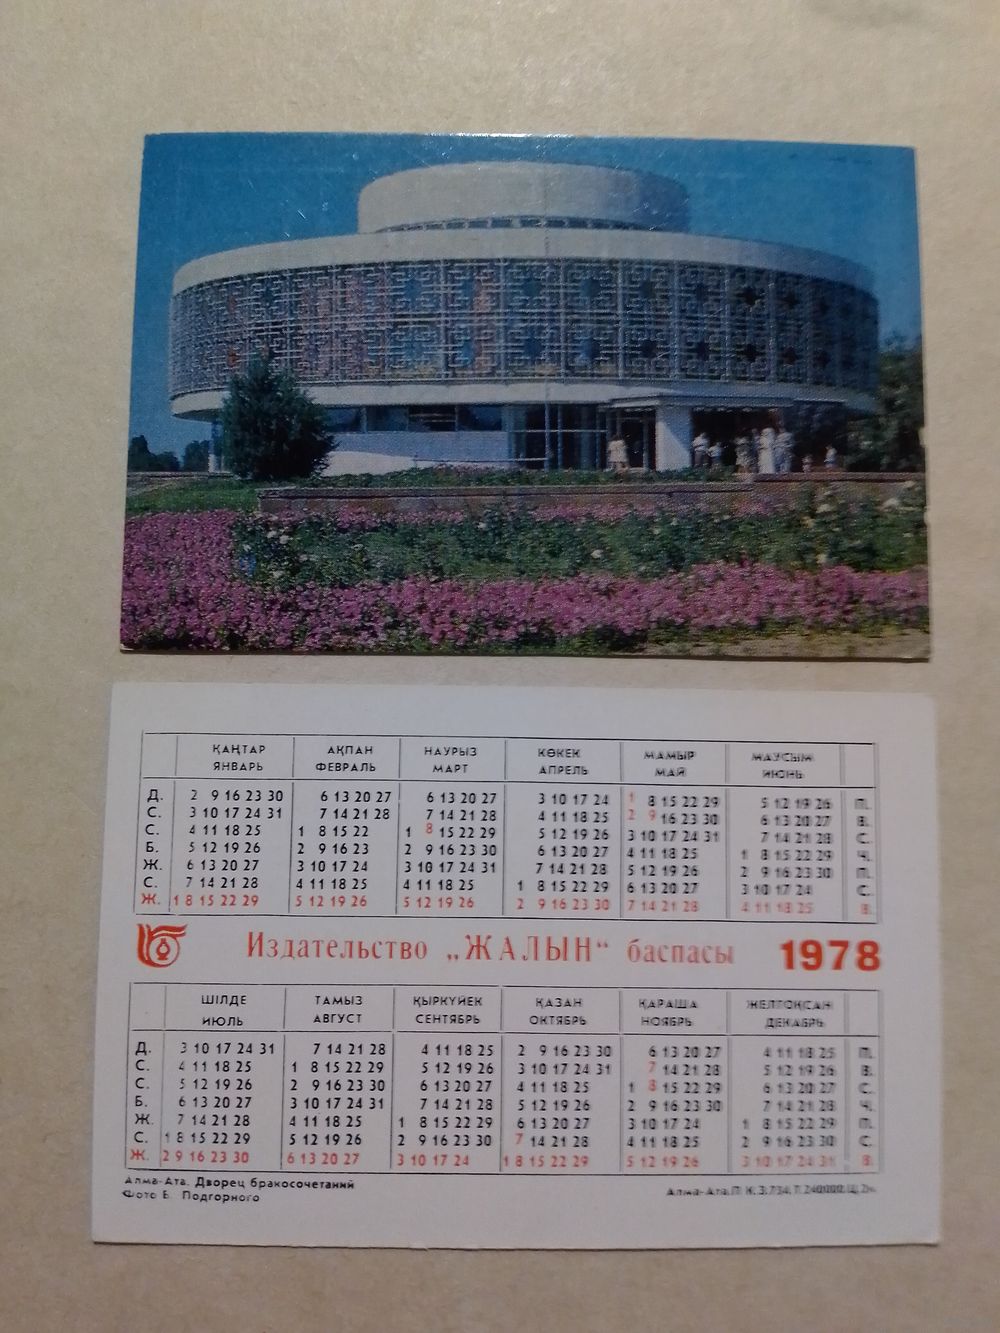 ҚАҢТАР АҚПАН НАУРЫЗ КӨКЕК МАМЫР МАУСЫМ
ЯНВАРЬ ФЕВРАЛЬ МАРТ АПРЕЛЬ МАЙ ИЮНЬ
Д. 2 9 16 23 30 6 13 20 27 6 13 20 27 3 10 17 24 1 8 15 22 29 5 12 19 26 П.
С. 3 10 17 24 31 7 14 21 28 7 14 21 28 4 11 18 25 2 9 16 23 30 6 13 20 27 В.
С. 4 11 18 25 1 8 15 22 1 8 15 22 29 5 12 19 26 3 10 17 24 31 7 14 21 28 С.
Б. 5 12 19 26 2 9 16 23 2 9 16 23 30 6 13 20 27 4 11 18 25 1 8 15 22 29 Ч.
Ж. 6 13 20 27 3 10 17 24 3 10 17 24 31 7 14 21 28 5 12 19 26 2 9 16 23 30 П.
С. 7 14 21 28 4 11 18 25 4 11 18 25 1 8 15 22 29 6 13 20 27 3 10 17 24 С.
Ж. 1 8 15 22 29 5 12 19 26 5 12 19 26 2 9 16 23 30 7 14 21 28 4 11 18 25 В.
Издательство „ЖАЛЫН“ баспасы 1978
ШІЛДЕ ТАМЫЗ ҚЫРКҮЙЕК ҚАЗАН ҚАРАША ЖЕЛТОҚСАН
ИЮЛЬ АВГУСТ СЕНТЯБРЬ ОКТЯБРЬ НОЯБРЬ ДЕКАБРЬ
Д. 3 10 17 24 31 7 14 21 28 4 11 18 25 2 9 16 23 30 6 13 20 27 4 11 18 25 П.
С. 4 11 18 25 1 8 15 22 29 5 12 19 26 3 10 17 24 31 7 14 21 28 5 12 19 26 В.
С. 5 12 19 26 2 9 16 23 30 6 13 20 27 4 11 18 25 1 8 15 22 29 6 13 20 27 С.
Б. 6 13 20 27 3 10 17 24 31 7 14 21 28 5 12 19 26 2 9 16 23 30 7 14 21 28 Ч.
Ж. 7 14 21 28 4 11 18 25 1 8 15 22 29 6 13 20 27 3 10 17 24 1 8 15 22 29 П.
С. 1 8 15 22 29 5 12 19 26 2 9 16 23 30 7 14 21 28 4 11 18 25 2 9 16 23 30 С.
Ж. 2 9 16 23 30 6 13 20 27 3 10 17 24 1 8 15 22 29 5 12 19 26 3 10 17 24 31 В.
Алма-Ата. Дворец бракосочетаний
Фото Б. Подгорного
Алма-Ата. П. К. З. 734. Т. 240000. Ц. 2к.